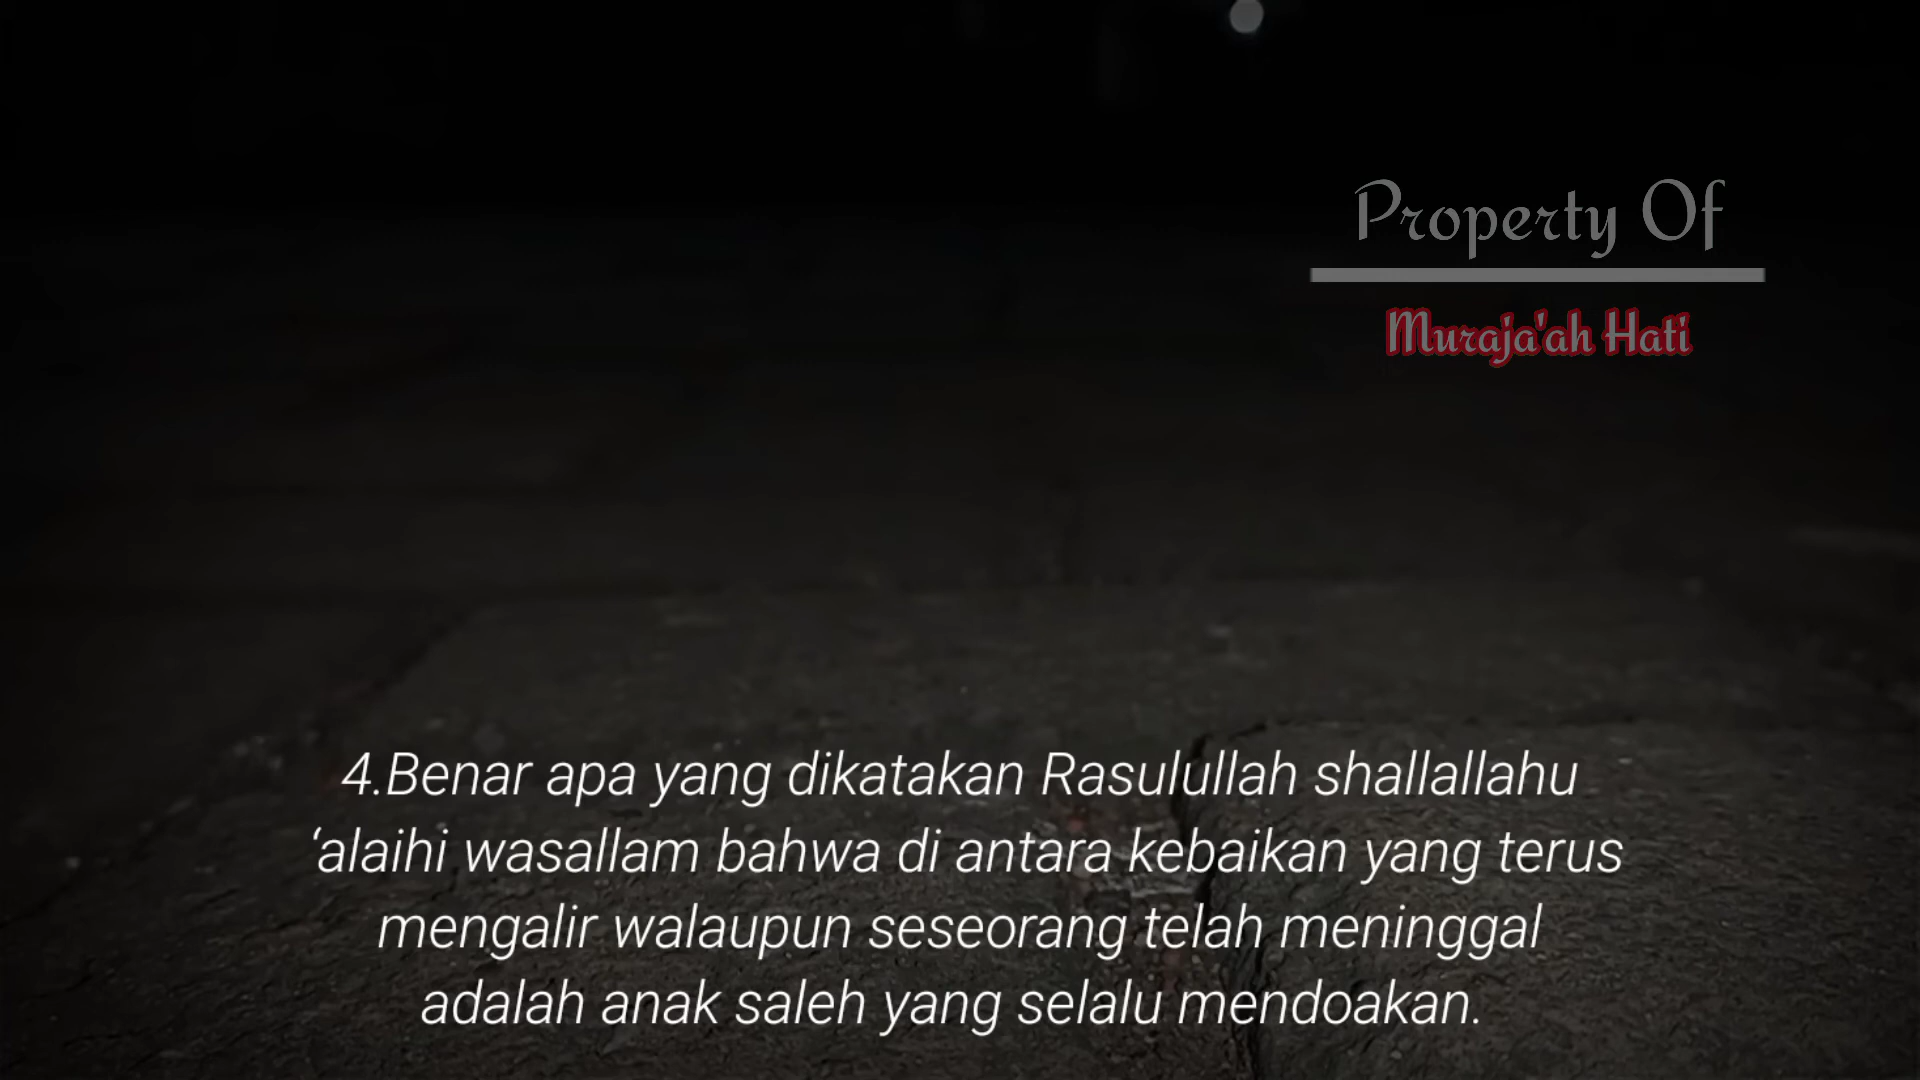 Property Of
Muraja'ah Hati
4.Benar apa yang dikatakan Rasulullah shallallahu
‘alaihi wasallam bahwa di antara kebaikan yang terus
mengalir walaupun seseorang telah meninggal
adalah anak saleh yang selalu mendoakan.